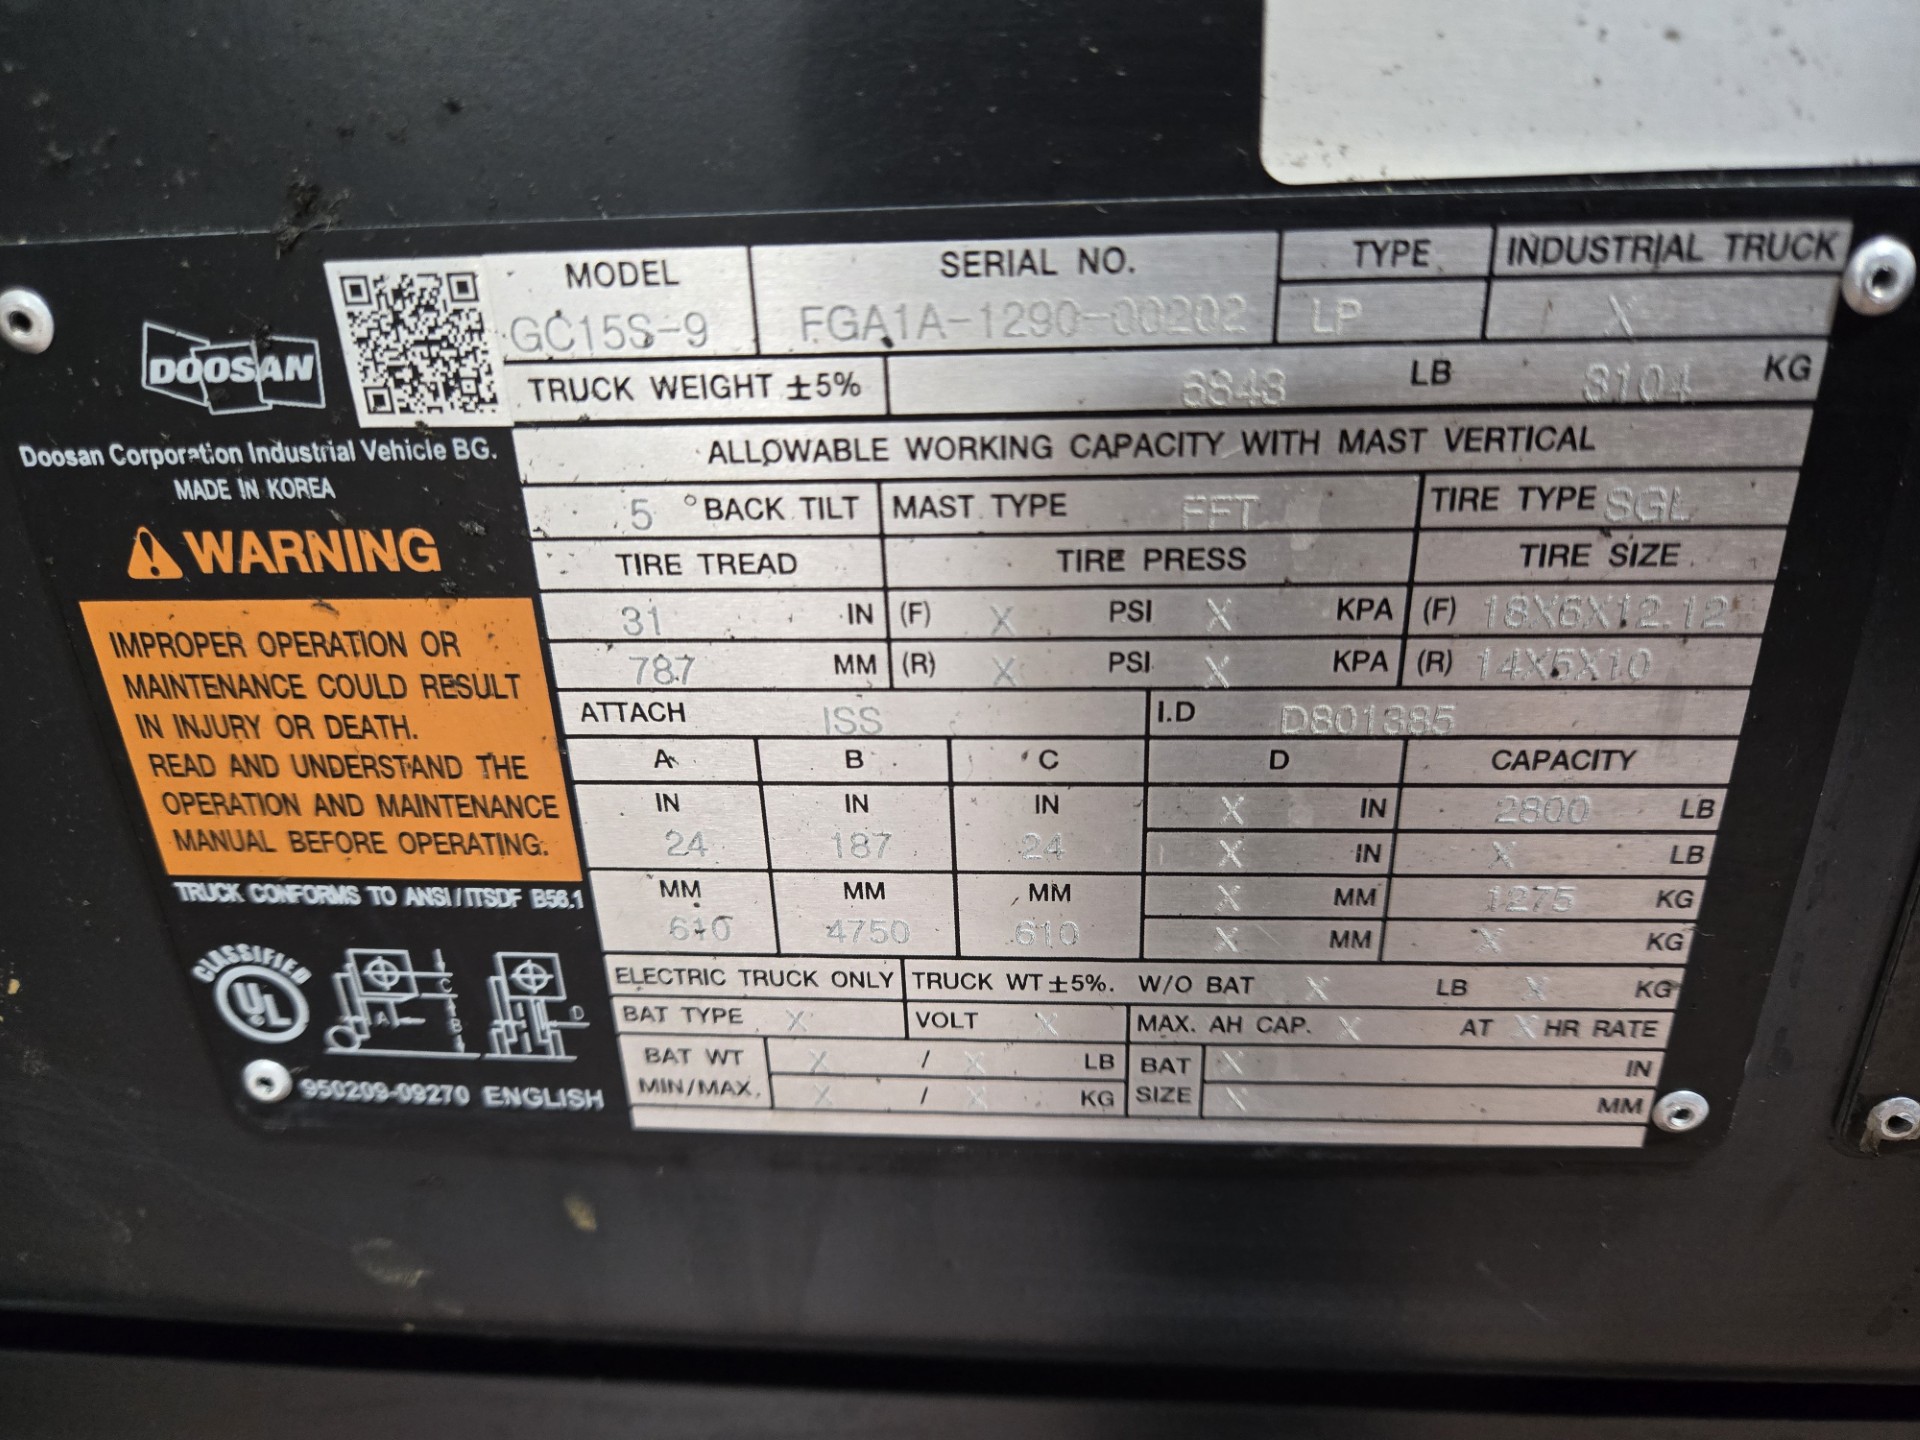 MODEL SERIAL NO. TYPE INDUSTRIAL TRUCK
GC15S-9 FGA1A-1290-00202 LP X
DOOSAN
TRUCK WEIGHT ±5% 6843 LB 3104 KG
Doosan Corporation Industrial Vehicle BG.
MADE IN KOREA
ALLOWABLE WORKING CAPACITY WITH MAST VERTICAL
5 ° BACK TILT MAST TYPE FFT TIRE TYPE SGL
WARNING
TIRE TREAD TIRE PRESS TIRE SIZE
31 IN (F) X PSI X KPA (F) 18X6X12.12
787 MM (R) X PSI X KPA (R) 14X5X10
IMPROPER OPERATION OR
MAINTENANCE COULD RESULT
IN INJURY OR DEATH.
READ AND UNDERSTAND THE
OPERATION AND MAINTENANCE
MANUAL BEFORE OPERATING.
ATTACH ISS I.D D801385
A B C D CAPACITY
IN IN IN X IN 2800 LB
24 187 24 X IN X LB
MM MM MM X MM 1275 KG
610 4750 610 X MM X KG
TRUCK CONFORMS TO ANSI/ITSDF B56.1
CLASSIFIED
UL
A C B D
ELECTRIC TRUCK ONLY TRUCK WT ±5%. W/O BAT X LB X KG
BAT TYPE X VOLT X MAX. AH CAP. X AT X HR RATE
BAT WT X / X LB BAT X IN
MIN/MAX. X / X KG SIZE X MM
950209-09270 ENGLISH